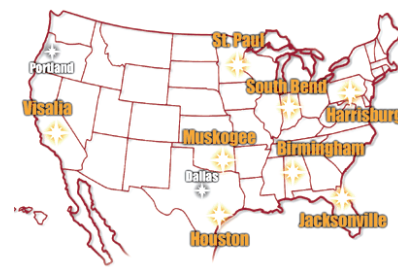 St. Paul
Portland
South Bend
Visalia
Harrisburg
Muskogee
Birmingham
Dallas
Jacksonville
Houston